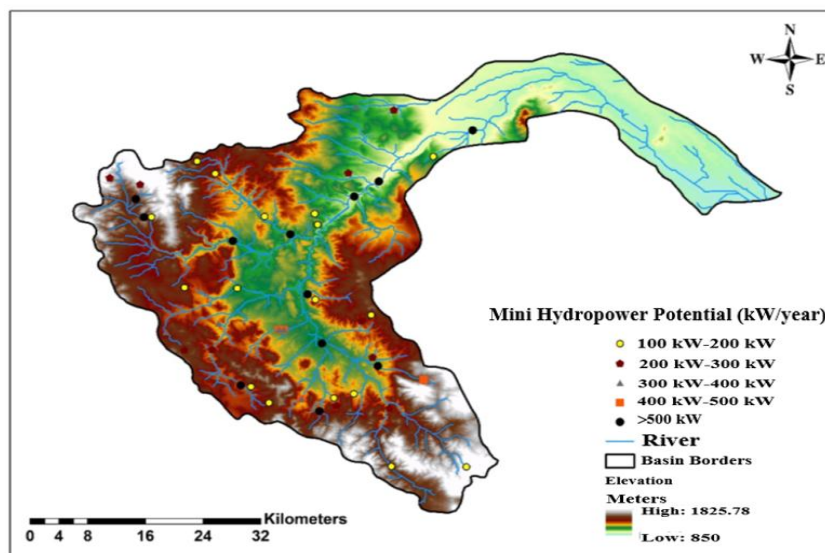 N
W E
S
Mini Hydropower Potential (kW/year)
100 kW-200 kW
200 kW-300 kW
300 kW-400 kW
400 kW-500 kW
>500 kW
River
Basin Borders
Elevation
Meters
High: 1825.78
Low: 850
Kilometers
0 4 8 16 24 32